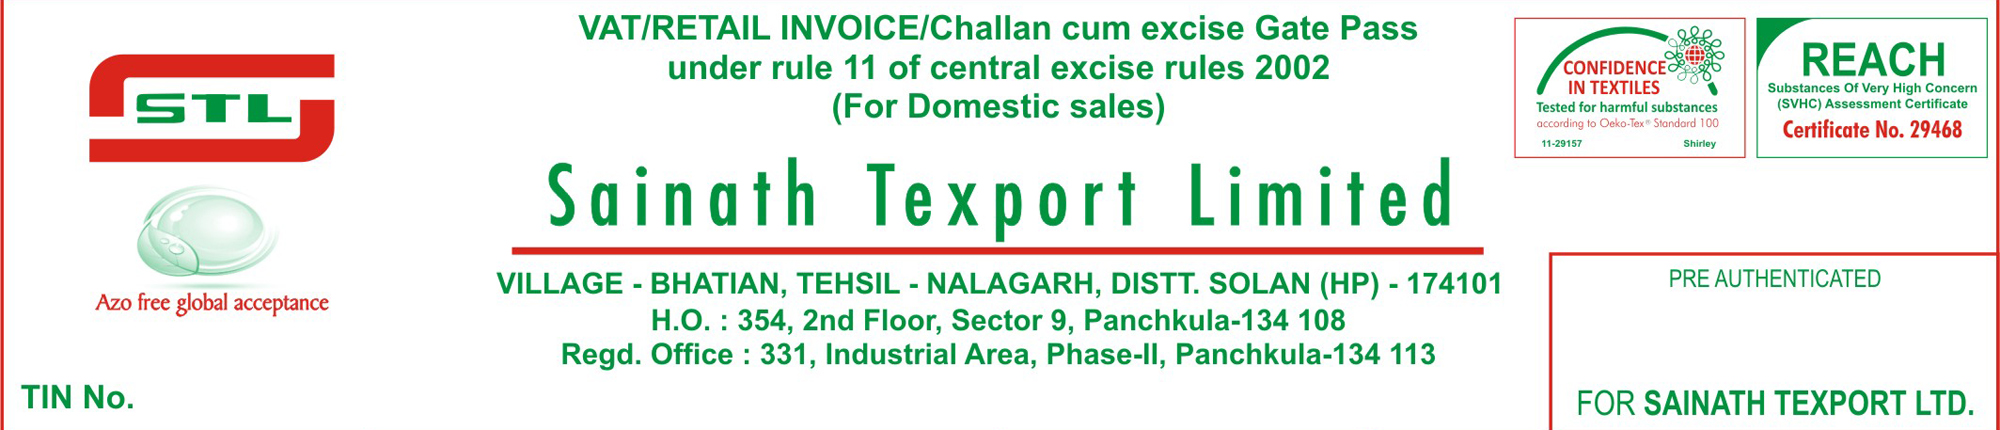 VAT/RETAIL INVOICE/Challan cum excise Gate Pass
under rule 11 of central excise rules 2002
(For Domestic sales)
STL
Azo free global acceptance
Sainath Texport Limited
VILLAGE - BHATIAN, TEHSIL - NALAGARH, DISTT. SOLAN (HP) - 174101
H.O. : 354, 2nd Floor, Sector 9, Panchkula-134 108
Regd. Office : 331, Industrial Area, Phase-II, Panchkula-134 113
TIN No.
CONFIDENCE
IN TEXTILES
Tested for harmful substances
according to Oeko-Tex® Standard 100
11-29157 Shirley
REACH
Substances Of Very High Concern
(SVHC) Assessment Certificate
Certificate No. 29468
PRE AUTHENTICATED
FOR SAINATH TEXPORT LTD.